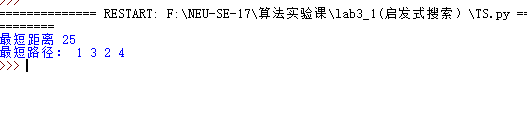 >>>
============= RESTART: F:\NEU-SE-17\算法实验课\lab3_1(启发式搜索)\TS.py ==
========
最短距离 25
最短路径： 1 3 2 4
>>>